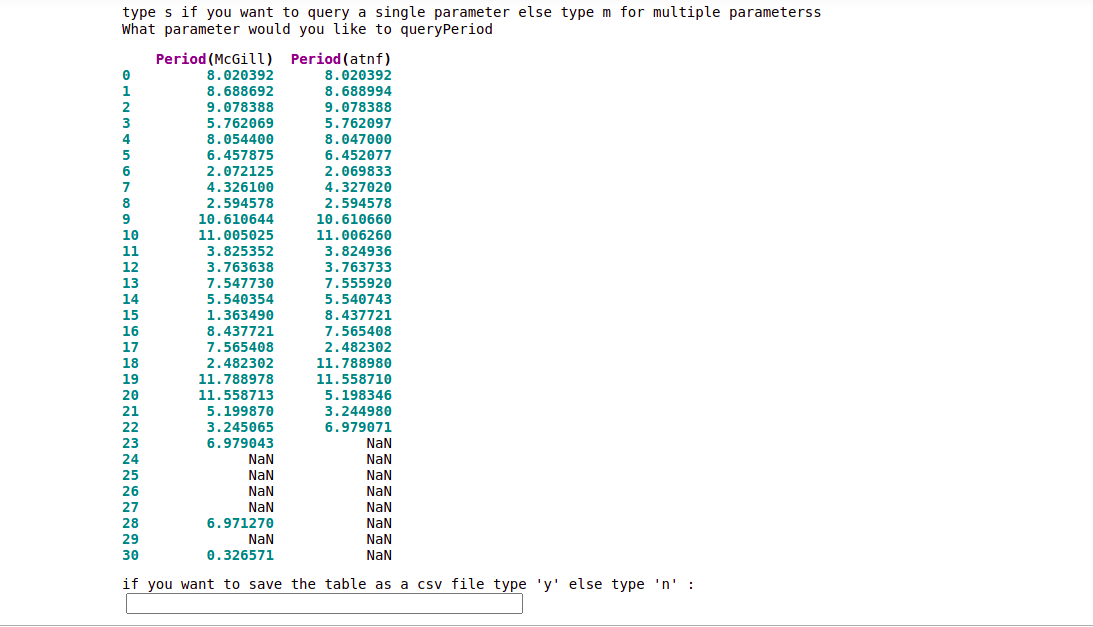 type s if you want to query a single parameter else type m for multiple parameterss
What parameter would you like to queryPeriod
Period(McGill) Period(atnf)
0 8.020392 8.020392
1 8.688692 8.688994
2 9.078388 9.078388
3 5.762069 5.762097
4 8.054400 8.047000
5 6.457875 6.452077
6 2.072125 2.069833
7 4.326100 4.327020
8 2.594578 2.594578
9 10.610644 10.610660
10 11.005025 11.006260
11 3.825352 3.824936
12 3.763638 3.763733
13 7.547730 7.555920
14 5.540354 5.540743
15 1.363490 8.437721
16 8.437721 7.565408
17 7.565408 2.482302
18 2.482302 11.788980
19 11.788978 11.558710
20 11.558713 5.198346
21 5.199870 3.244980
22 3.245065 6.979071
23 6.979043 NaN
24 NaN NaN
25 NaN NaN
26 NaN NaN
27 NaN NaN
28 6.971270 NaN
29 NaN NaN
30 0.326571 NaN
if you want to save the table as a csv file type 'y' else type 'n' :